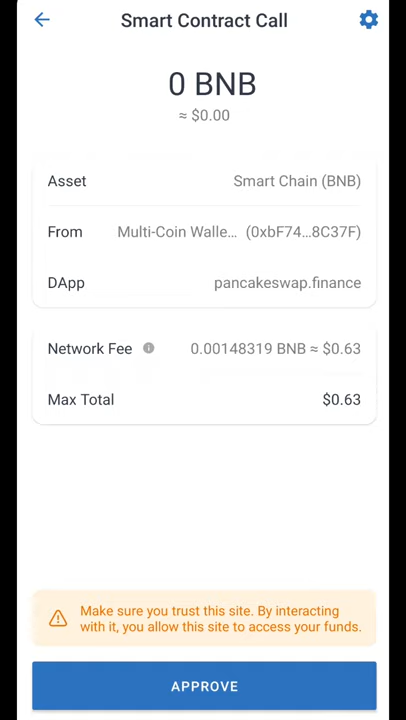 Smart Contract Call
0 BNB
≈ $0.00
Asset Smart Chain (BNB)
From Multi-Coin Walle... (0xbF74...8C37F)
DApp pancakeswap.finance
Network Fee 0.00148319 BNB ≈ $0.63
Max Total $0.63
Make sure you trust this site. By interacting
with it, you allow this site to access your funds.
APPROVE